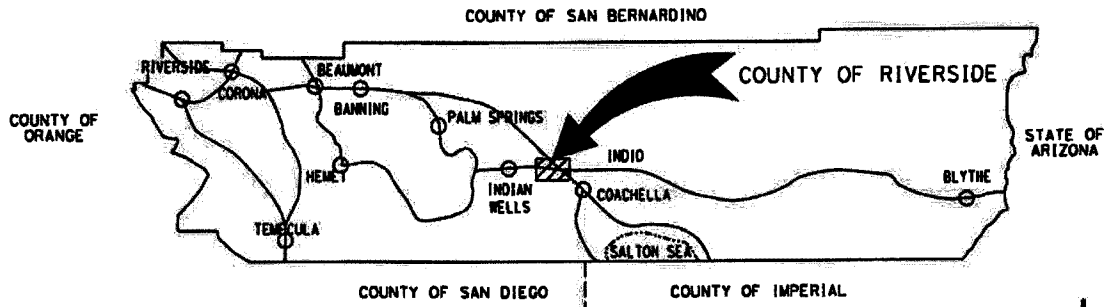 COUNTY OF SAN BERNARDINO
RIVERSIDE
BEAUMONT
COUNTY OF RIVERSIDE
CORONA
BANNING
COUNTY OF
ORANGE
PALM SPRINGS
STATE OF
ARIZONA
HEMET
INDIO
INDIAN
WELLS
COACHELLA
BLYTHE
TEMECULA
SALTON SEA
COUNTY OF SAN DIEGO
COUNTY OF IMPERIAL